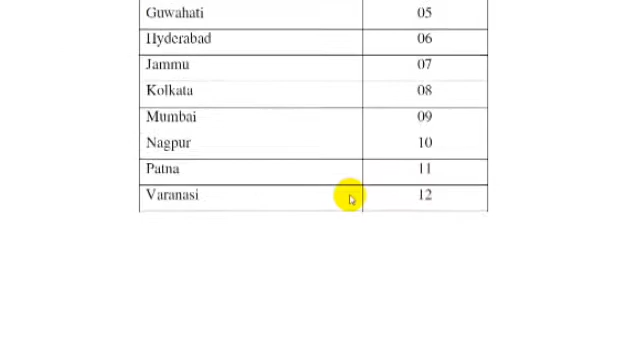 Guwahati 05
Hyderabad 06
Jammu 07
Kolkata 08
Mumbai 09
Nagpur 10
Patna 11
Varanasi 12